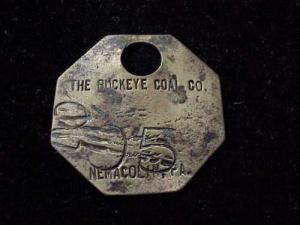 THE BUCKEYE COAL CO.
NEMACOLIN, PA.